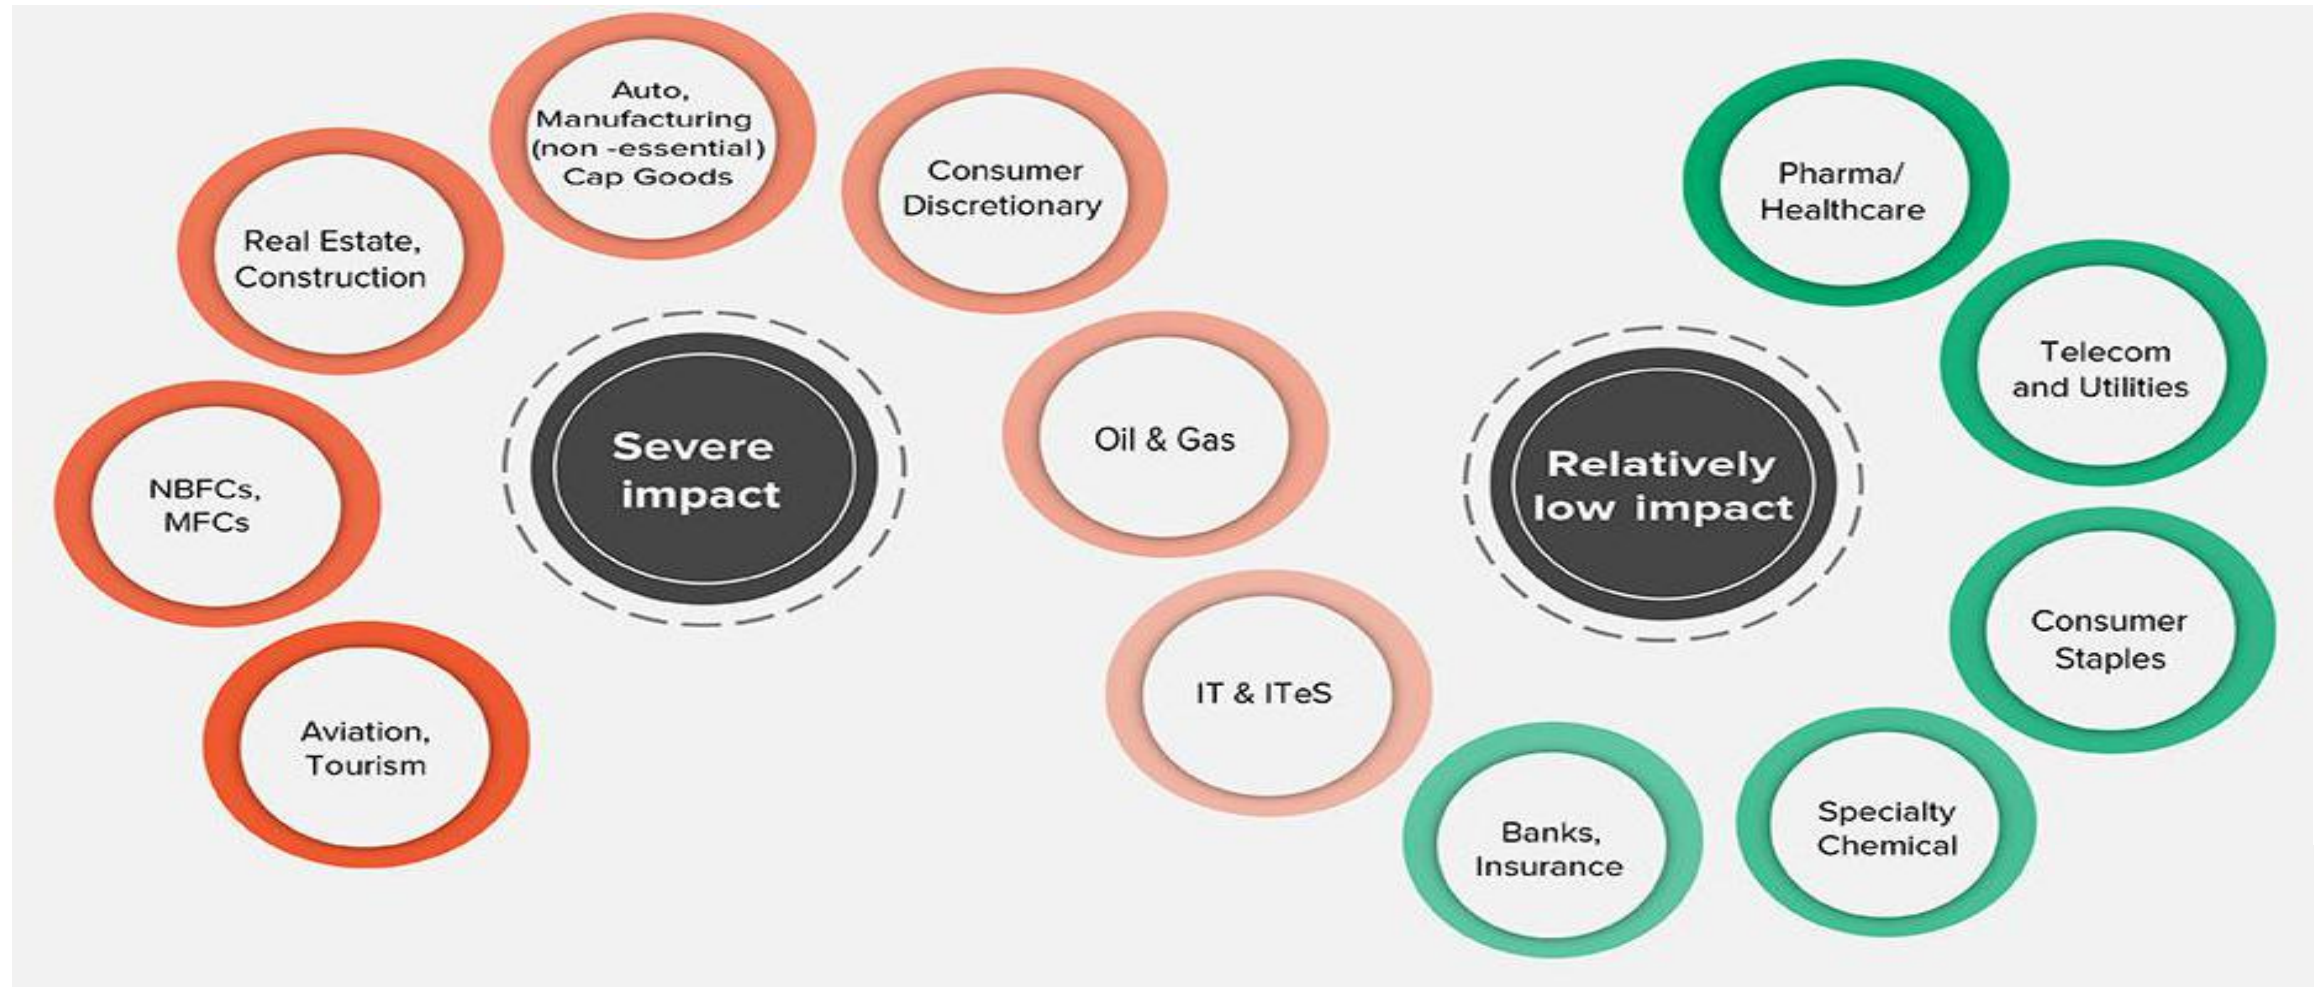 Auto,
Manufacturing
(non -essential)
Cap Goods
Consumer
Discretionary
Real Estate,
Construction
NBFCs,
MFCs
Aviation,
Tourism
Severe
impact
Oil & Gas
IT & ITeS
Pharma/
Healthcare
Telecom
and Utilities
Relatively
low impact
Consumer
Staples
Specialty
Chemical
Banks,
Insurance